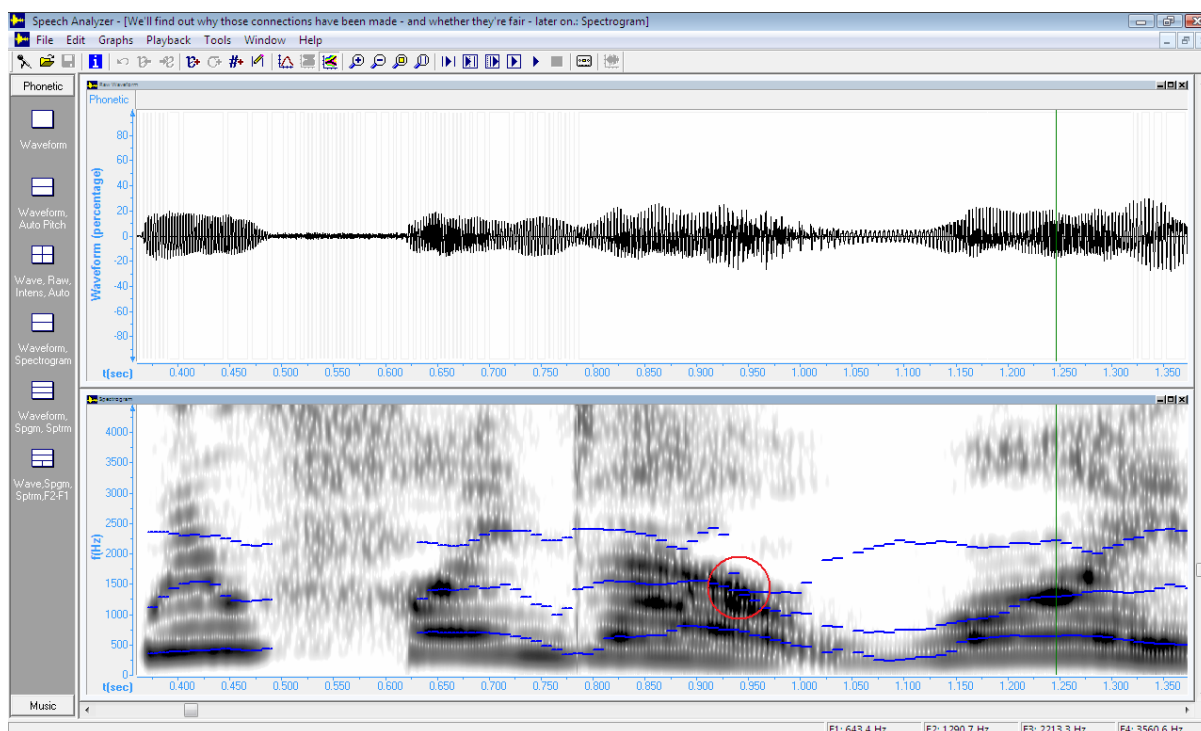 Speech Analyzer - [We'll find out why those connections have been made - and whether they're fair - later on.: Spectrogram]
File Edit Graphs Playback Tools Window Help
Phonetic
Waveform
Waveform,
Auto Pitch
Wave, Raw,
Intens, Auto
Waveform,
Spectrogram
Waveform,
Spgm, Sptrm
Wave,Spgm,
Sptrm,F2-F1
Music
Raw Waveform
Phonetic
Waveform (percentage)
80
60
40
20
0
-20
-40
-60
-80
t(sec) 0.400 0.450 0.500 0.550 0.600 0.650 0.700 0.750 0.800 0.850 0.900 0.950 1.000 1.050 1.100 1.150 1.200 1.250 1.300 1.350
Spectrogram
f(Hz)
4000
3500
3000
2500
2000
1500
1000
500
0
t(sec) 0.400 0.450 0.500 0.550 0.600 0.650 0.700 0.750 0.800 0.850 0.900 0.950 1.000 1.050 1.100 1.150 1.200 1.250 1.300 1.350
F1: 643.4 Hz F2: 1290.7 Hz F3: 2213.3 Hz F4: 3560.6 Hz